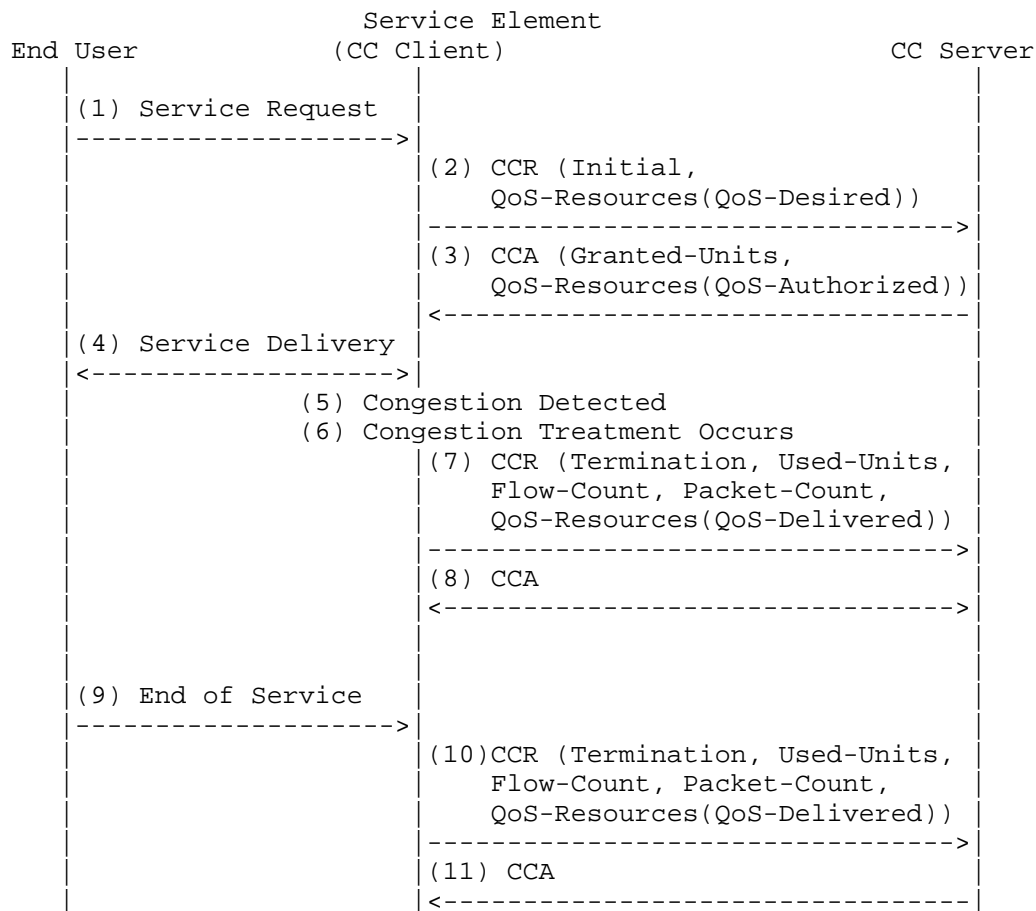 Service Element
End User (CC Client) CC Server
(1) Service Request
(2) CCR (Initial,
QoS-Resources(QoS-Desired))
(3) CCA (Granted-Units,
QoS-Resources(QoS-Authorized))
(4) Service Delivery
(5) Congestion Detected
(6) Congestion Treatment Occurs
(7) CCR (Termination, Used-Units,
Flow-Count, Packet-Count,
QoS-Resources(QoS-Delivered))
(8) CCA
(9) End of Service
(10)CCR (Termination, Used-Units,
Flow-Count, Packet-Count,
QoS-Resources(QoS-Delivered))
(11) CCA